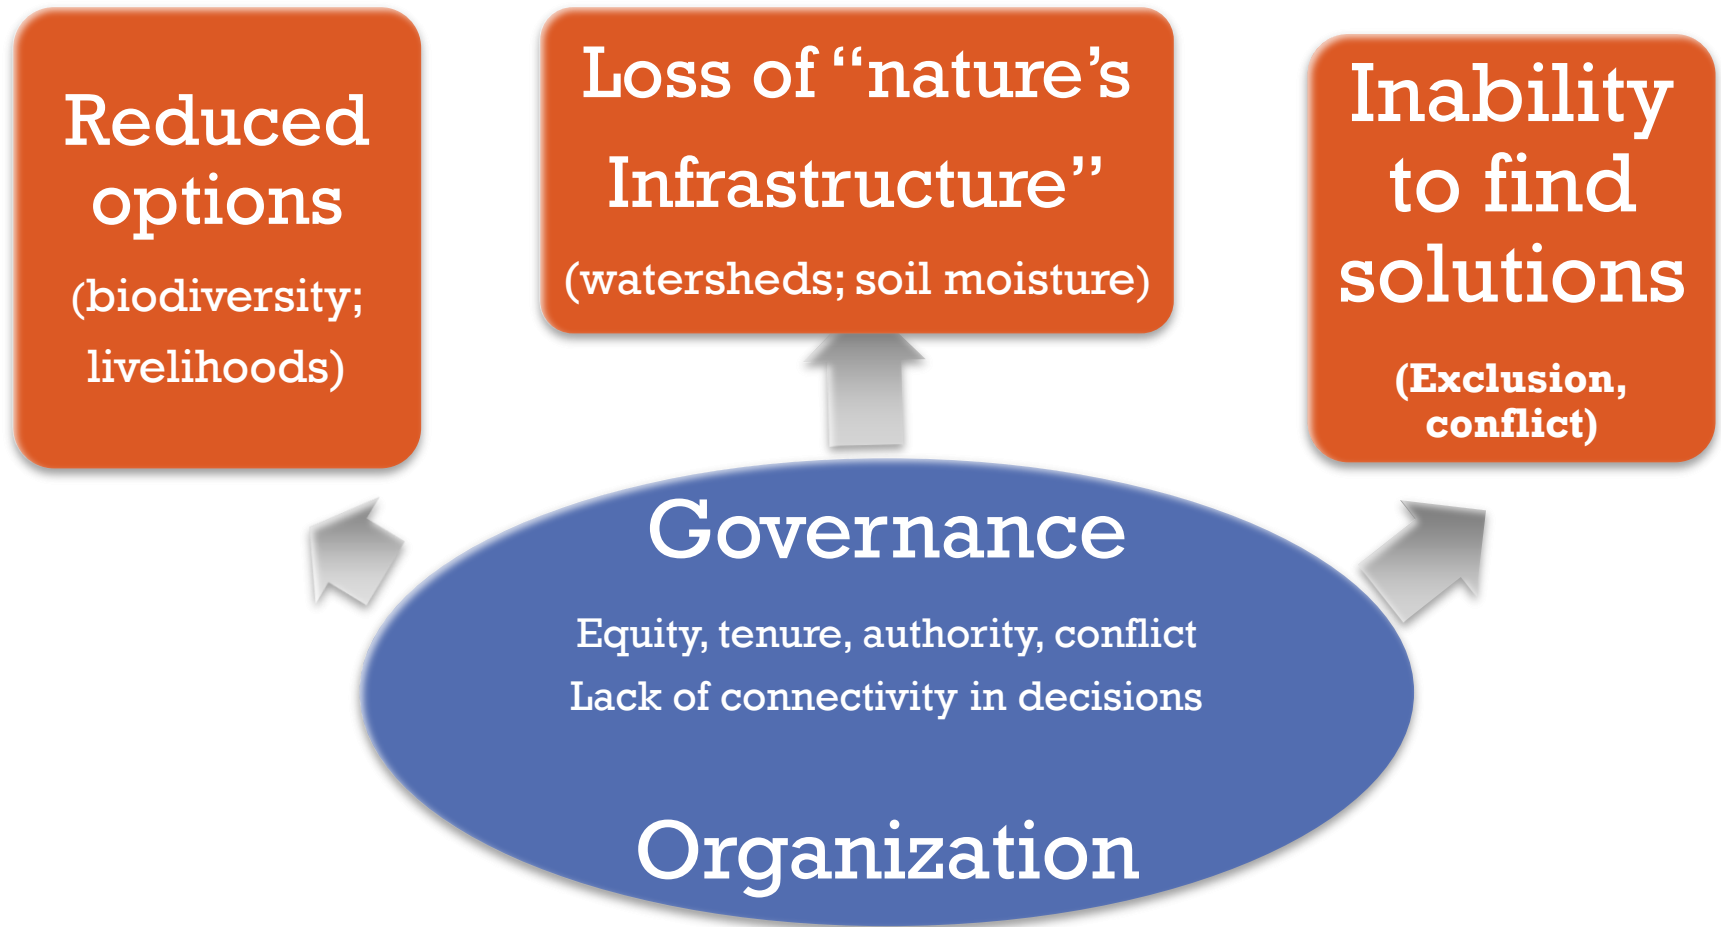 Reduced
options
(biodiversity;
livelihoods)
Loss of “nature’s
Infrastructure”
(watersheds; soil moisture)
Inability
to find
solutions
(Exclusion,
conflict)
Governance
Equity, tenure, authority, conflict
Lack of connectivity in decisions
Organization